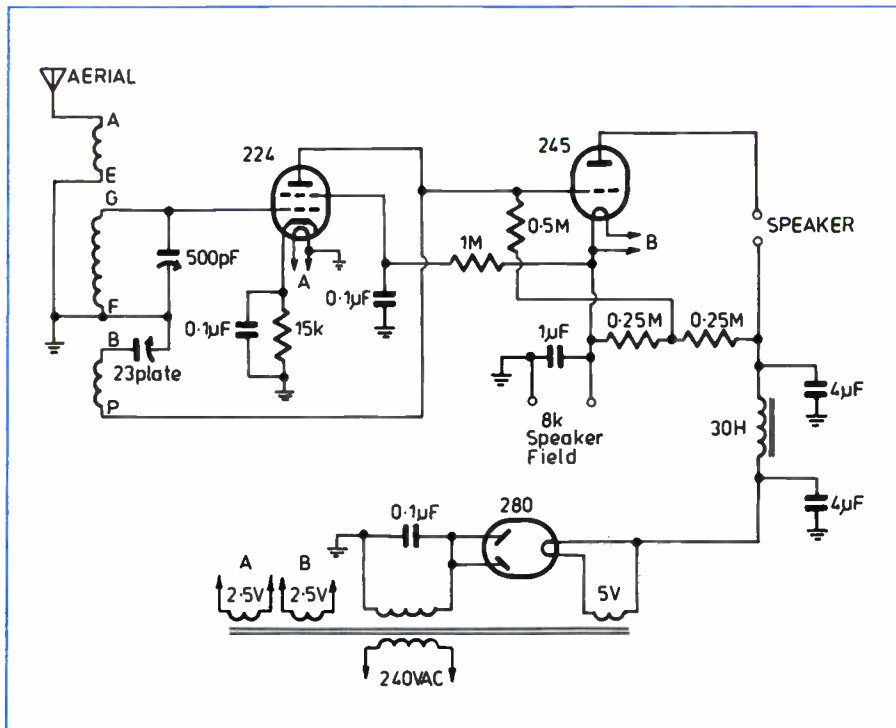 AERIAL
A
E
G
F
B
P
500pF
23plate
224
A
0·1µF
15k
0·1µF
1M
245
0·5M
B
SPEAKER
0·25M
0·25M
1µF
8k
Speaker
Field
4µF
30H
4µF
280
0·1µF
A
B
2·5V
2·5V
5V
240VAC